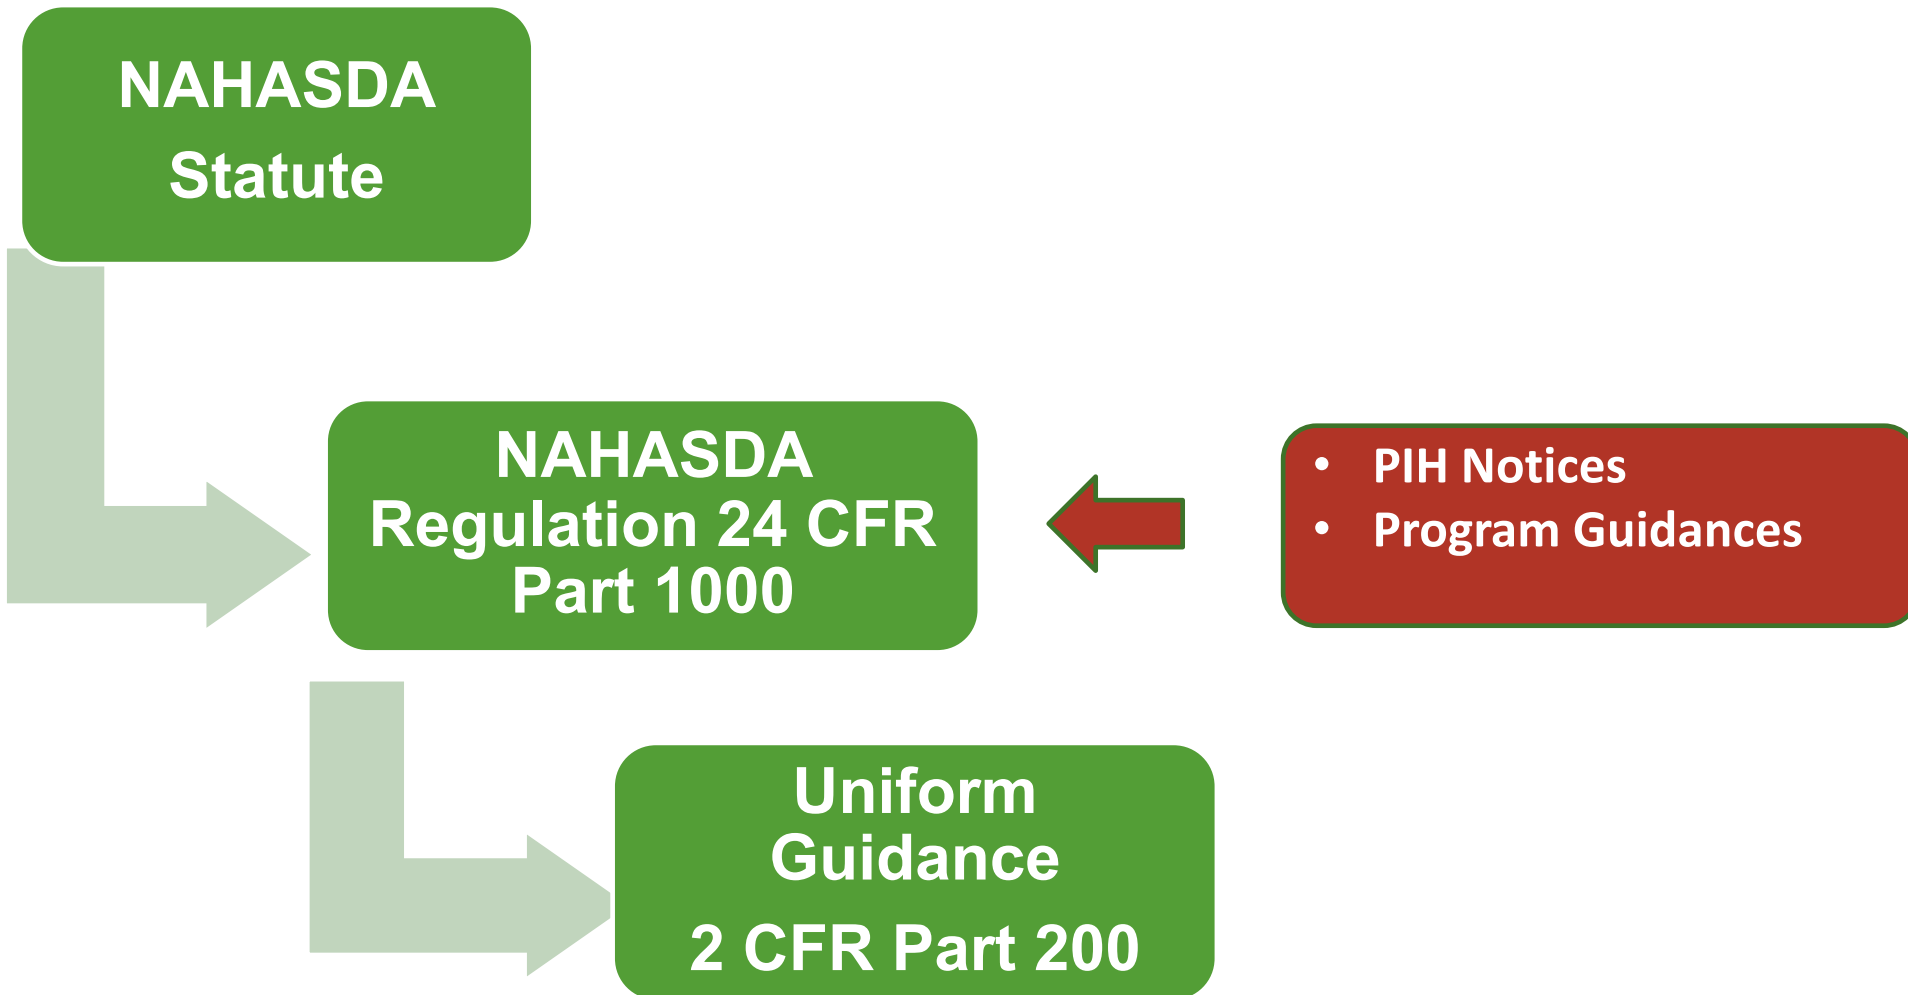 NAHASDA
Statute
NAHASDA
Regulation 24 CFR
Part 1000
• PIH Notices
• Program Guidances
Uniform
Guidance
2 CFR Part 200